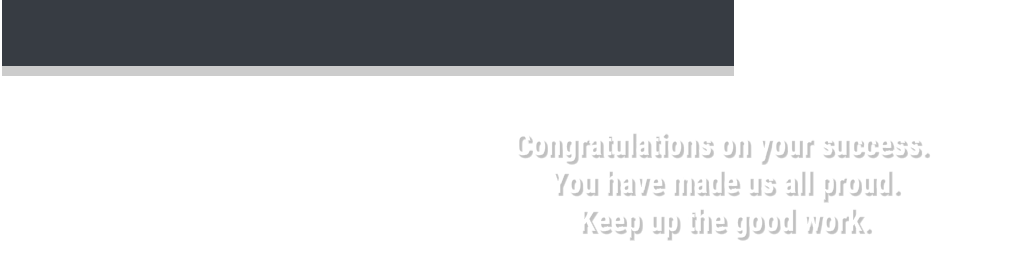 Congratulations on your success.
You have made us all proud.
Keep up the good work.